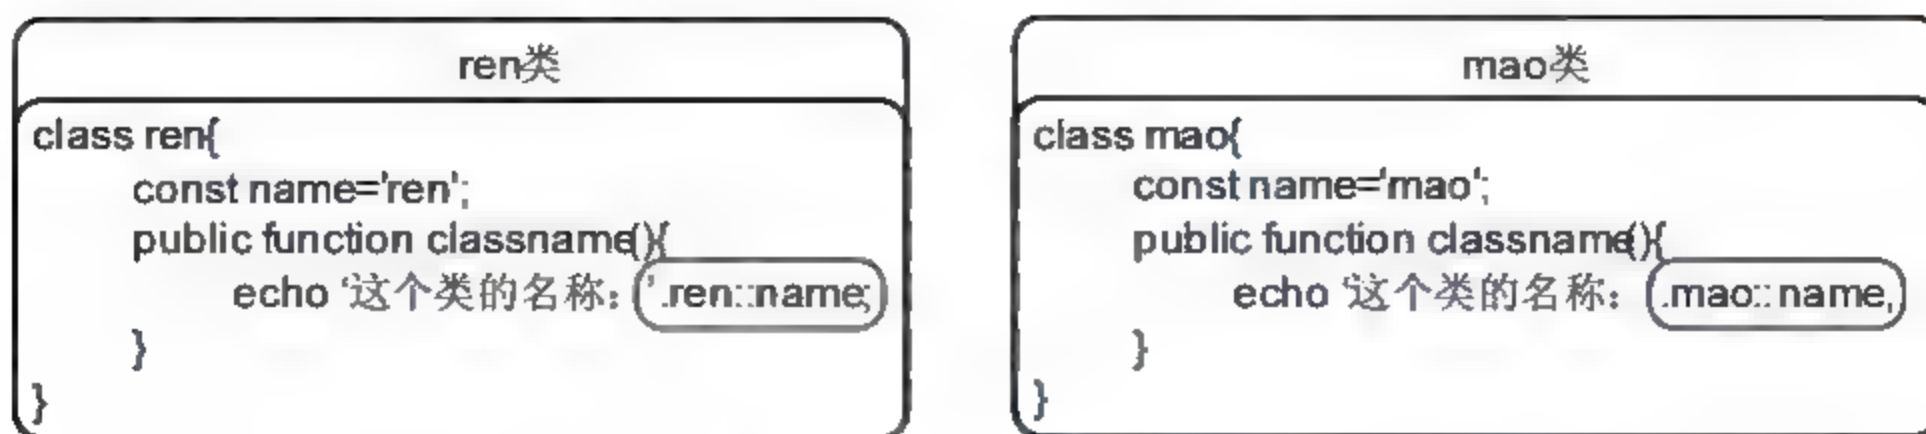 ren类
class ren{
const name='ren';
public function classname(){
echo '这个类的名称：'.ren::name;
}
}
mao类
class mao{
const name='mao';
public function classname(){
echo '这个类的名称： .mao::name,
}
}